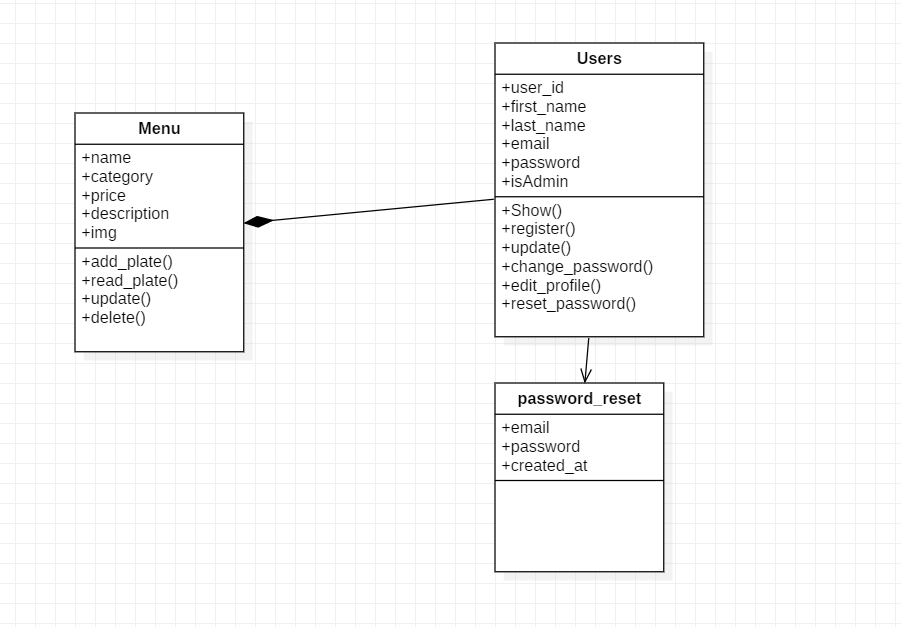 Menu
+name
+category
+price
+description
+img
+add_plate()
+read_plate()
+update()
+delete()
Users
+user_id
+first_name
+last_name
+email
+password
+isAdmin
+Show()
+register()
+update()
+change_password()
+edit_profile()
+reset_password()
password_reset
+email
+password
+created_at